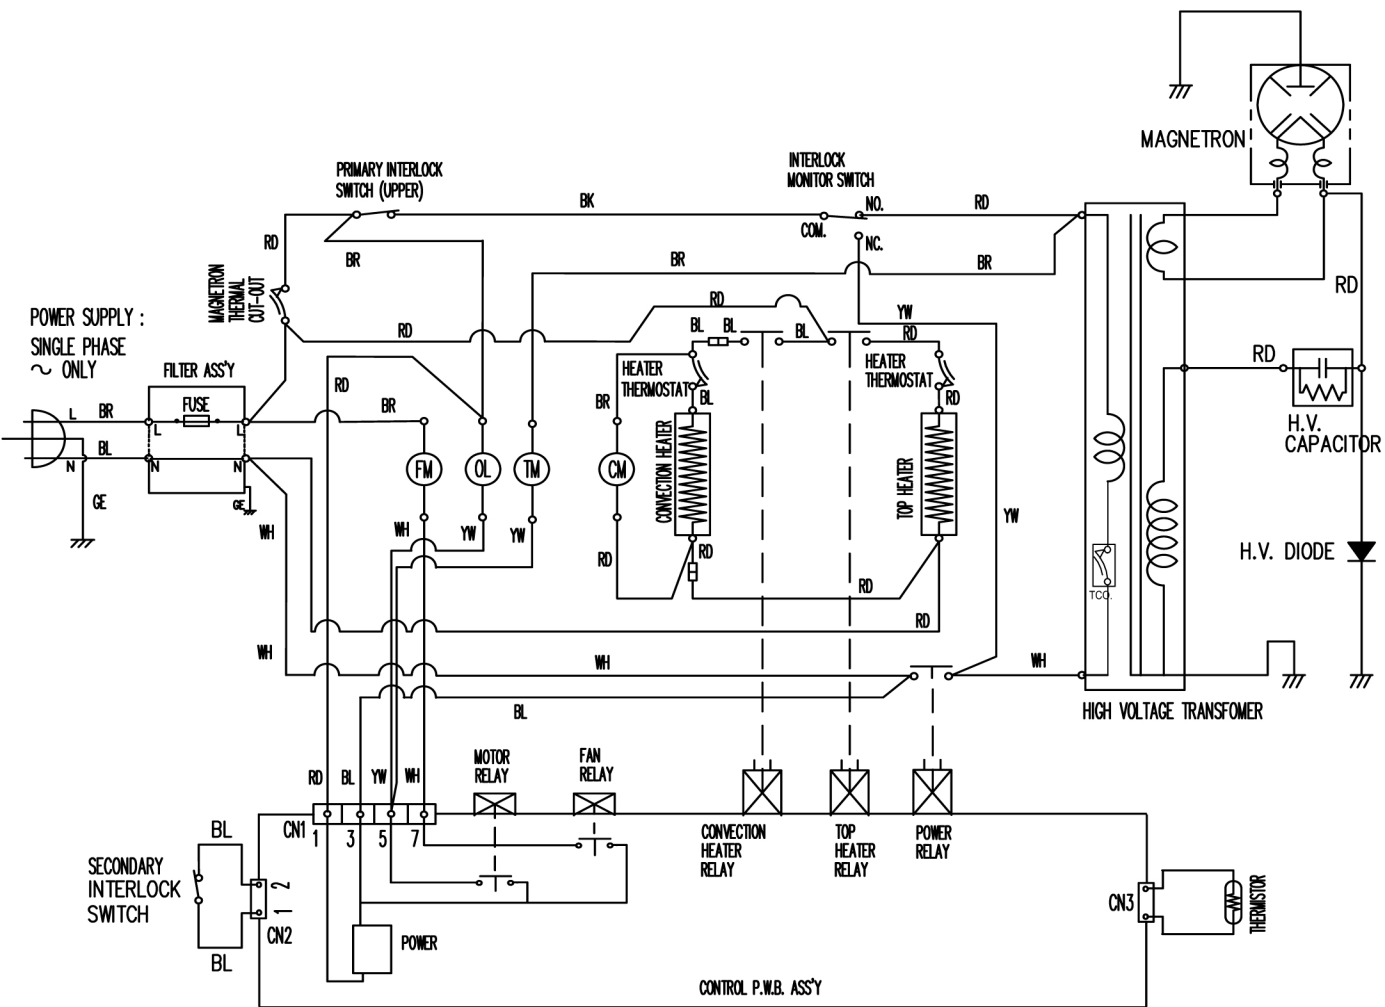 MAGNETRON
PRIMARY INTERLOCK
SWITCH (UPPER)
INTERLOCK
MONITOR SWITCH
BK
NO.
RD
COM.
NC.
RD
BR
BR
BR
MAGNETRON
THERMAL
CUT-OUT
RD
RD
POWER SUPPLY :
SINGLE PHASE
~ ONLY
RD
YW
BL
BL
BL
RD
FILTER ASS'Y
RD
HEATER
THERMOSTAT
HEATER
THERMOSTAT
RD
H.V.
CAPACITOR
FUSE
L
BR
L
L
BR
BR
BL
RD
BL
N
N
N
FM
OL
TM
CM
CONVECTION HEATER
TOP HEATER
GE
GE
WH
WH
YW
YW
YW
RD
RD
H.V. DIODE
RD
TCO.
RD
WH
WH
WH
BL
HIGH VOLTAGE TRANSFOMER
RD
BL
YW
WH
MOTOR
RELAY
FAN
RELAY
CN1
1
3
5
7
CONVECTION
HEATER
RELAY
TOP
HEATER
RELAY
POWER
RELAY
BL
SECONDARY
INTERLOCK
SWITCH
2
1
CN2
BL
POWER
CN3
THERMISTOR
CONTROL P.W.B. ASS'Y